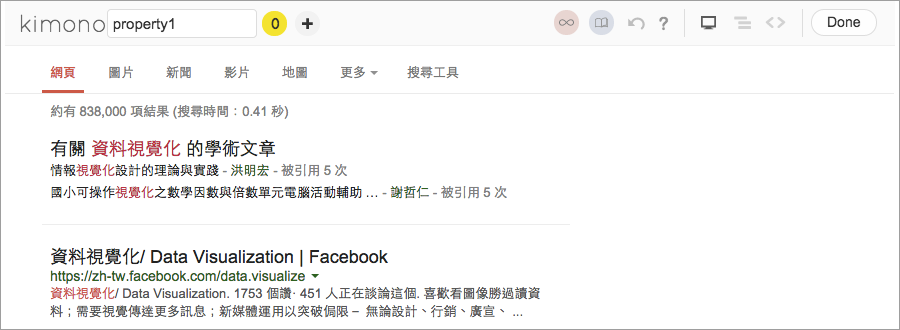 kimono property1 0 + ? <> Done
網頁 圖片 新聞 影片 地圖 更多 搜尋工具
約有 838,000 項結果 (搜尋時間：0.41 秒)
有關 資料視覺化 的學術文章
情報視覺化設計的理論與實踐 - 洪明宏 - 被引用 5 次
國小可操作視覺化之數學因數與倍數單元電腦活動輔助 ... - 謝哲仁 - 被引用 5 次
資料視覺化/ Data Visualization | Facebook
https://zh-tw.facebook.com/data.visualize
資料視覺化/ Data Visualization. 1753 個讚· 451 人正在談論這個. 喜歡看圖像勝過讀資
料；需要視覺傳達更多訊息；新媒體運用以突破侷限 – 無論設計、行銷、廣宣、 ...